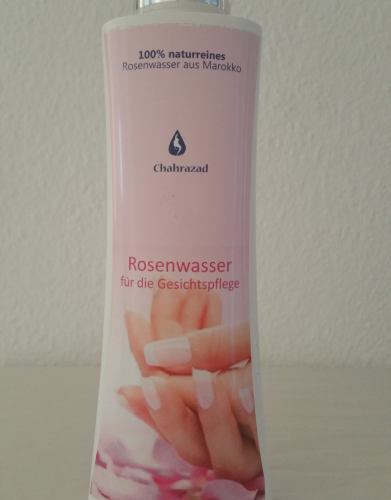 100% naturreines
Rosenwasser aus Marokko
Chahrazad
Rosenwasser
für die Gesichtspflege